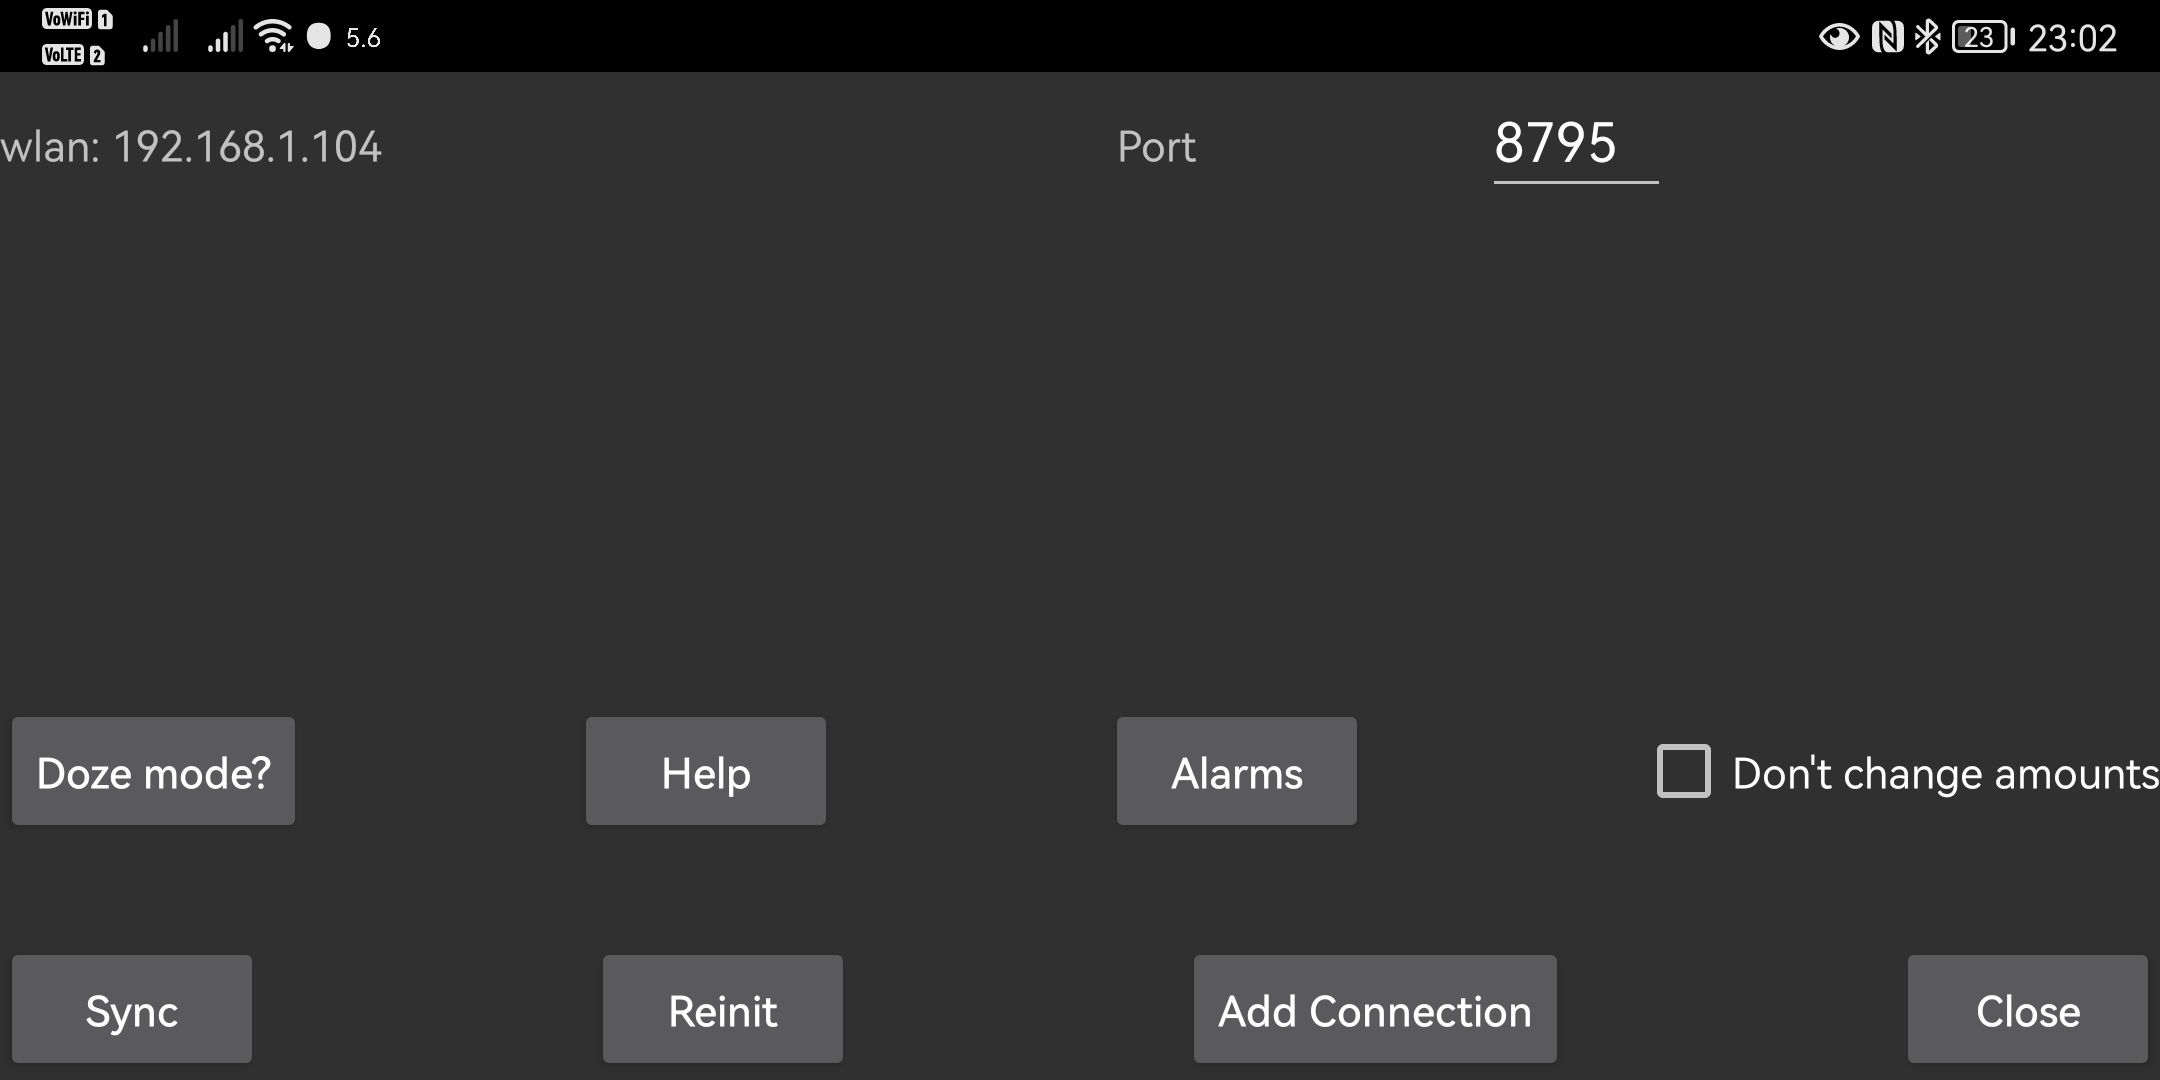 VoWiFi 1
VoLTE 2
5.6
23
23:02
wlan: 192.168.1.104
Port
8795
Doze mode?
Help
Alarms
Don't change amounts
Sync
Reinit
Add Connection
Close